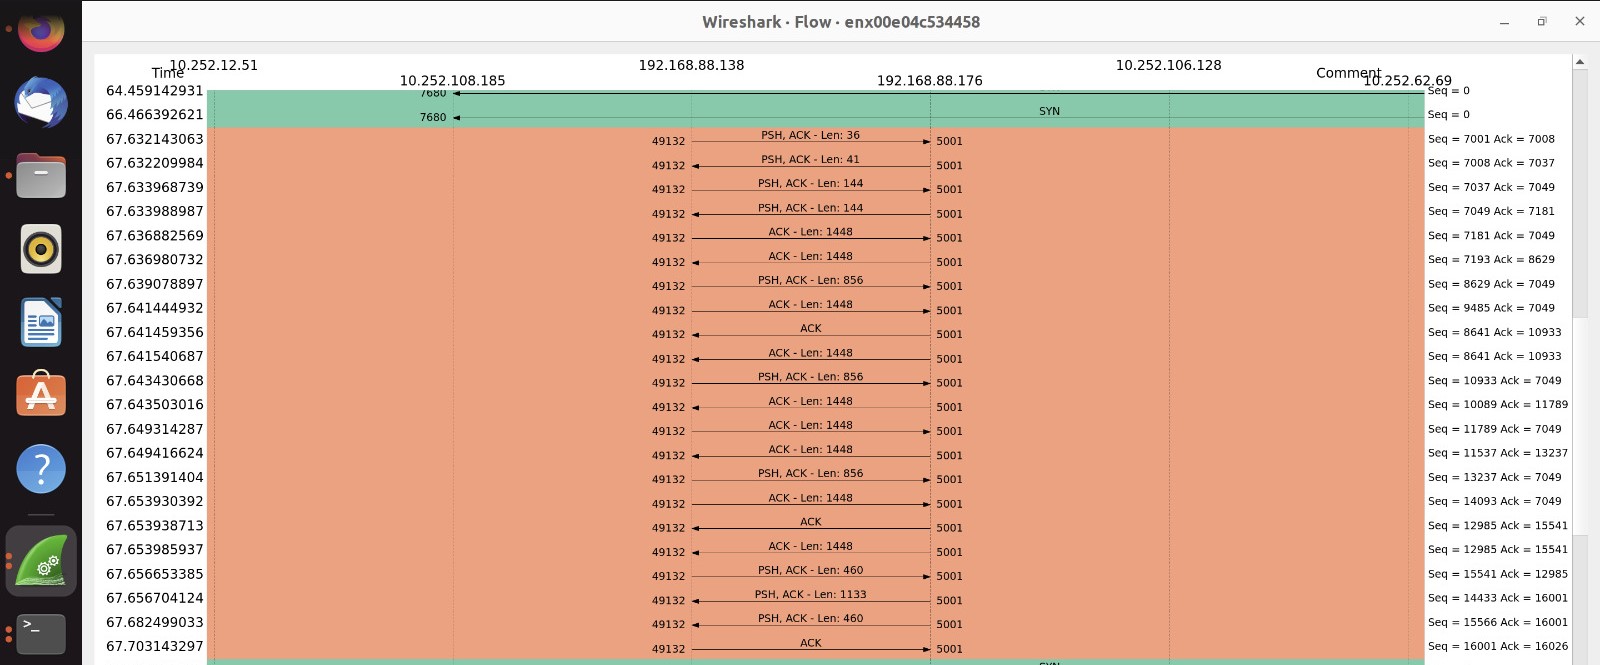 Wireshark · Flow · enx00e04c534458
10.252.12.51 192.168.88.138 10.252.106.128
Time 10.252.108.185 192.168.88.176 Comment 10.252.62.69
64.459142931 7680 Seq = 0
66.466392621 7680 SYN Seq = 0
67.632143063 49132 PSH, ACK - Len: 36 5001 Seq = 7001 Ack = 7008
67.632209984 49132 PSH, ACK - Len: 41 5001 Seq = 7008 Ack = 7037
67.633968739 49132 PSH, ACK - Len: 144 5001 Seq = 7037 Ack = 7049
67.633988987 49132 PSH, ACK - Len: 144 5001 Seq = 7049 Ack = 7181
67.636882569 49132 ACK - Len: 1448 5001 Seq = 7181 Ack = 7049
67.636980732 49132 ACK - Len: 1448 5001 Seq = 7193 Ack = 8629
67.639078897 49132 PSH, ACK - Len: 856 5001 Seq = 8629 Ack = 7049
67.641444932 49132 ACK - Len: 1448 5001 Seq = 9485 Ack = 7049
67.641459356 49132 ACK 5001 Seq = 8641 Ack = 10933
67.641540687 49132 ACK - Len: 1448 5001 Seq = 8641 Ack = 10933
67.643430668 49132 PSH, ACK - Len: 856 5001 Seq = 10933 Ack = 7049
67.643503016 49132 ACK - Len: 1448 5001 Seq = 10089 Ack = 11789
67.649314287 49132 ACK - Len: 1448 5001 Seq = 11789 Ack = 7049
67.649416624 49132 ACK - Len: 1448 5001 Seq = 11537 Ack = 13237
67.651391404 49132 PSH, ACK - Len: 856 5001 Seq = 13237 Ack = 7049
67.653930392 49132 ACK - Len: 1448 5001 Seq = 14093 Ack = 7049
67.653938713 49132 ACK 5001 Seq = 12985 Ack = 15541
67.653985937 49132 ACK - Len: 1448 5001 Seq = 12985 Ack = 15541
67.656653385 49132 PSH, ACK - Len: 460 5001 Seq = 15541 Ack = 12985
67.656704124 49132 PSH, ACK - Len: 1133 5001 Seq = 14433 Ack = 16001
67.682499033 49132 PSH, ACK - Len: 460 5001 Seq = 15566 Ack = 16001
67.703143297 49132 ACK 5001 Seq = 16001 Ack = 16026